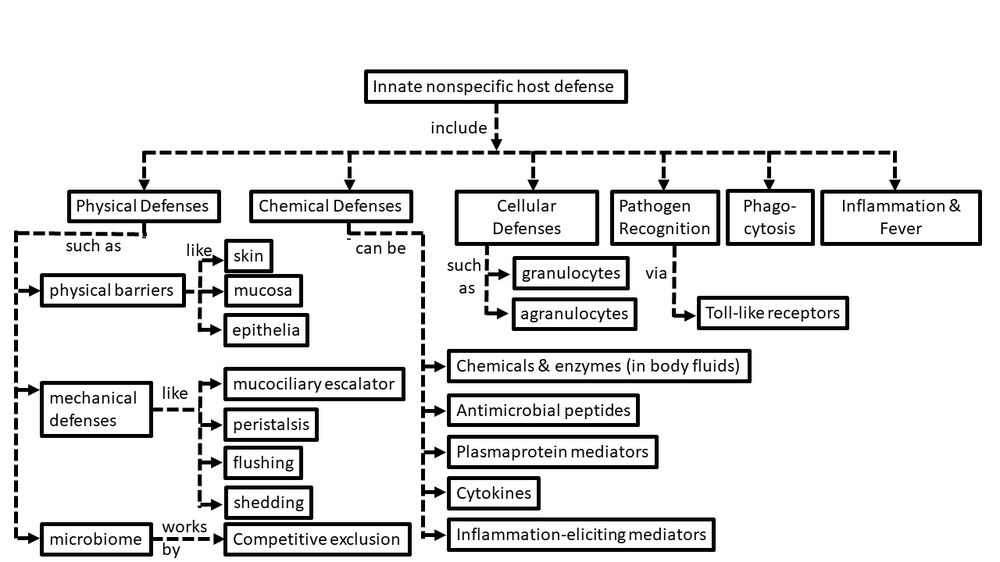 Innate nonspecific host defense
include
Physical Defenses
Chemical Defenses
Cellular
Defenses
Pathogen
Recognition
Phago-
cytosis
Inflammation &
Fever
such as
like
skin
physical barriers
mucosa
epithelia
mechanical
defenses
like
mucociliary escalator
peristalsis
flushing
shedding
microbiome
works
by
Competitive exclusion
can be
Chemicals & enzymes (in body fluids)
Antimicrobial peptides
Plasmaprotein mediators
Cytokines
Inflammation-eliciting mediators
such
as
granulocytes
agranulocytes
via
Toll-like receptors